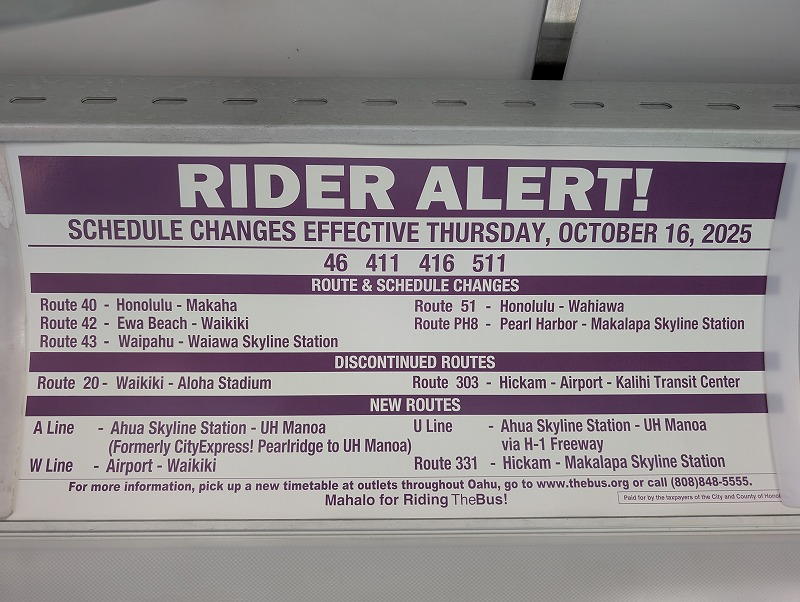 RIDER ALERT!
SCHEDULE CHANGES EFFECTIVE THURSDAY, OCTOBER 16, 2025
46 411 416 511
ROUTE & SCHEDULE CHANGES
Route 40 - Honolulu - Makaha
Route 42 - Ewa Beach - Waikiki
Route 43 - Waipahu - Waiawa Skyline Station
Route 51 - Honolulu - Wahiawa
Route PH8 - Pearl Harbor - Makalapa Skyline Station
DISCONTINUED ROUTES
Route 20 - Waikiki - Aloha Stadium
Route 303 - Hickam - Airport - Kalihi Transit Center
NEW ROUTES
A Line - Ahua Skyline Station - UH Manoa
(Formerly CityExpress! Pearlridge to UH Manoa)
W Line - Airport - Waikiki
U Line - Ahua Skyline Station - UH Manoa
via H-1 Freeway
Route 331 - Hickam - Makalapa Skyline Station
For more information, pick up a new timetable at outlets throughout Oahu, go to www.thebus.org or call (808)848-5555.
Mahalo for Riding TheBus!
Paid for by the taxpayers of the City and County of